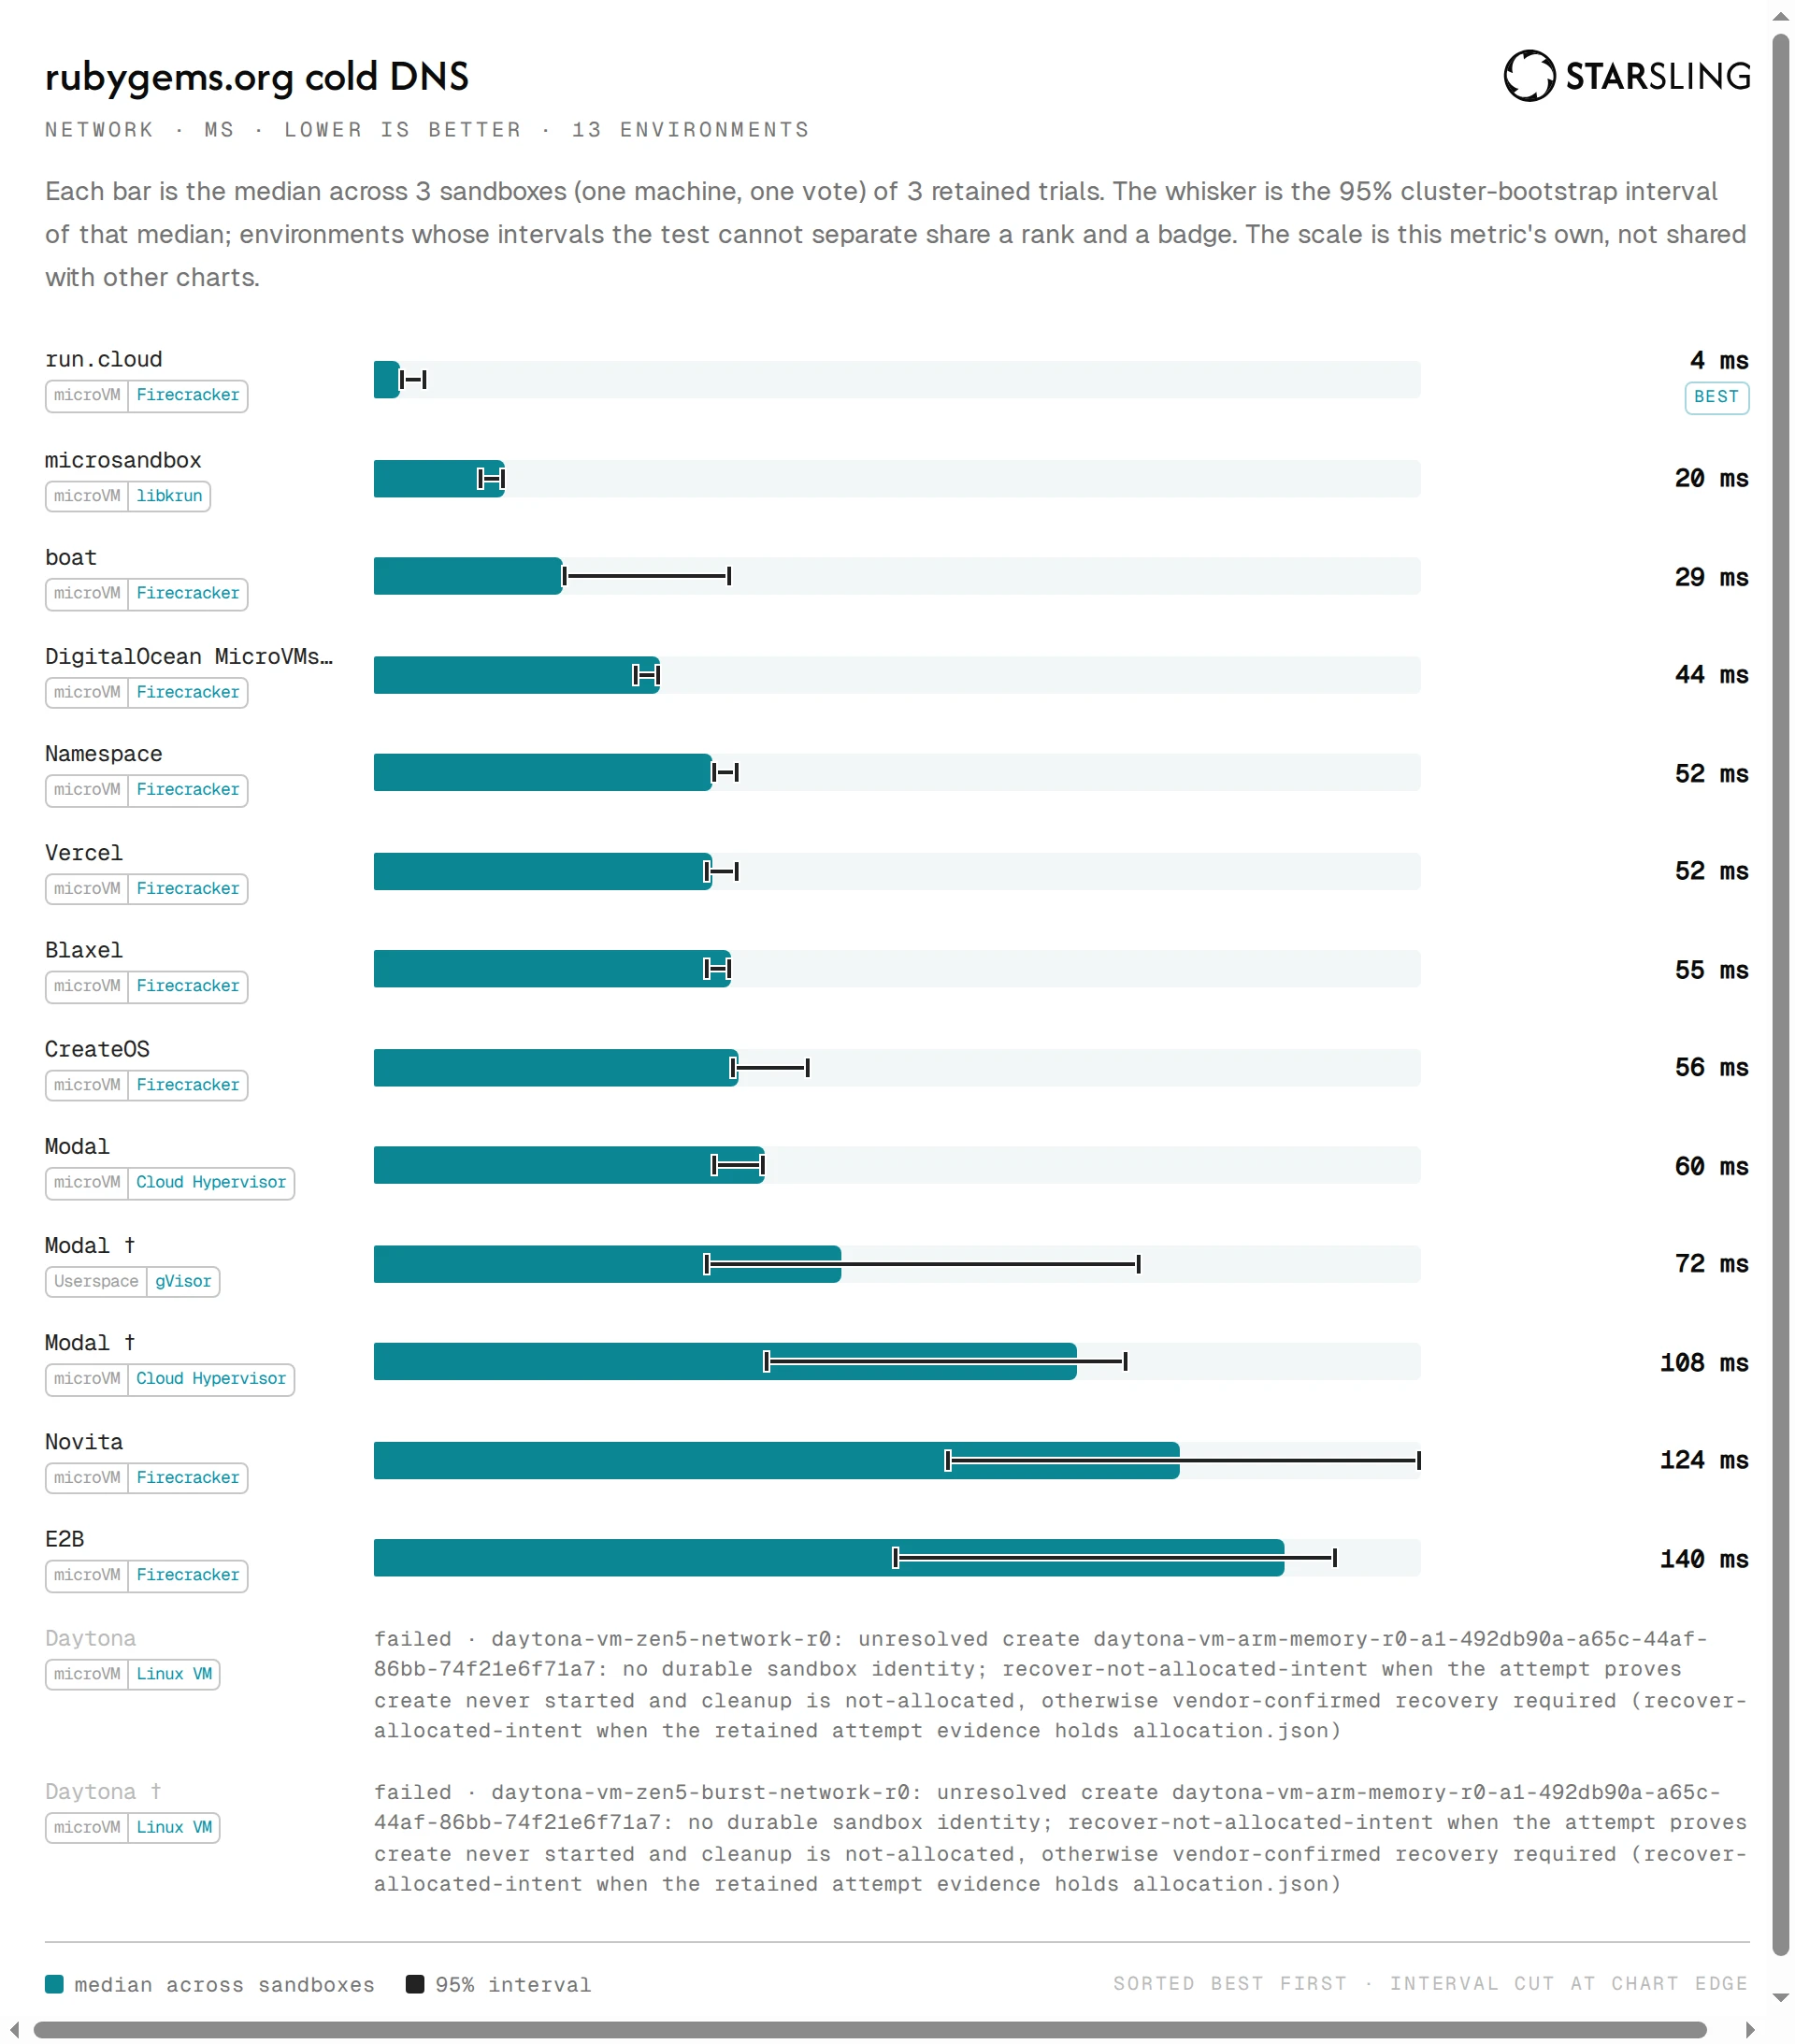 rubygems.org cold DNS
STARSLING
NETWORK · MS · LOWER IS BETTER · 13 ENVIRONMENTS
Each bar is the median across 3 sandboxes (one machine, one vote) of 3 retained trials. The whisker is the 95% cluster-bootstrap interval
of that median; environments whose intervals the test cannot separate share a rank and a badge. The scale is this metric's own, not shared
with other charts.
run.cloud
microVM Firecracker
4 ms
BEST
microsandbox
microVM libkrun
20 ms
boat
microVM Firecracker
29 ms
DigitalOcean MicroVMs…
microVM Firecracker
44 ms
Namespace
microVM Firecracker
52 ms
Vercel
microVM Firecracker
52 ms
Blaxel
microVM Firecracker
55 ms
CreateOS
microVM Firecracker
56 ms
Modal
microVM Cloud Hypervisor
60 ms
Modal †
Userspace gVisor
72 ms
Modal †
microVM Cloud Hypervisor
108 ms
Novita
microVM Firecracker
124 ms
E2B
microVM Firecracker
140 ms
Daytona
microVM Linux VM
failed · daytona-vm-zen5-network-r0: unresolved create daytona-vm-arm-memory-r0-a1-492db90a-a65c-44af-
86bb-74f21e6f71a7: no durable sandbox identity; recover-not-allocated-intent when the attempt proves
create never started and cleanup is not-allocated, otherwise vendor-confirmed recovery required (recover-
allocated-intent when the retained attempt evidence holds allocation.json)
Daytona †
microVM Linux VM
failed · daytona-vm-zen5-burst-network-r0: unresolved create daytona-vm-arm-memory-r0-a1-492db90a-a65c-
44af-86bb-74f21e6f71a7: no durable sandbox identity; recover-not-allocated-intent when the attempt proves
create never started and cleanup is not-allocated, otherwise vendor-confirmed recovery required (recover-
allocated-intent when the retained attempt evidence holds allocation.json)
median across sandboxes
95% interval
SORTED BEST FIRST · INTERVAL CUT AT CHART EDGE